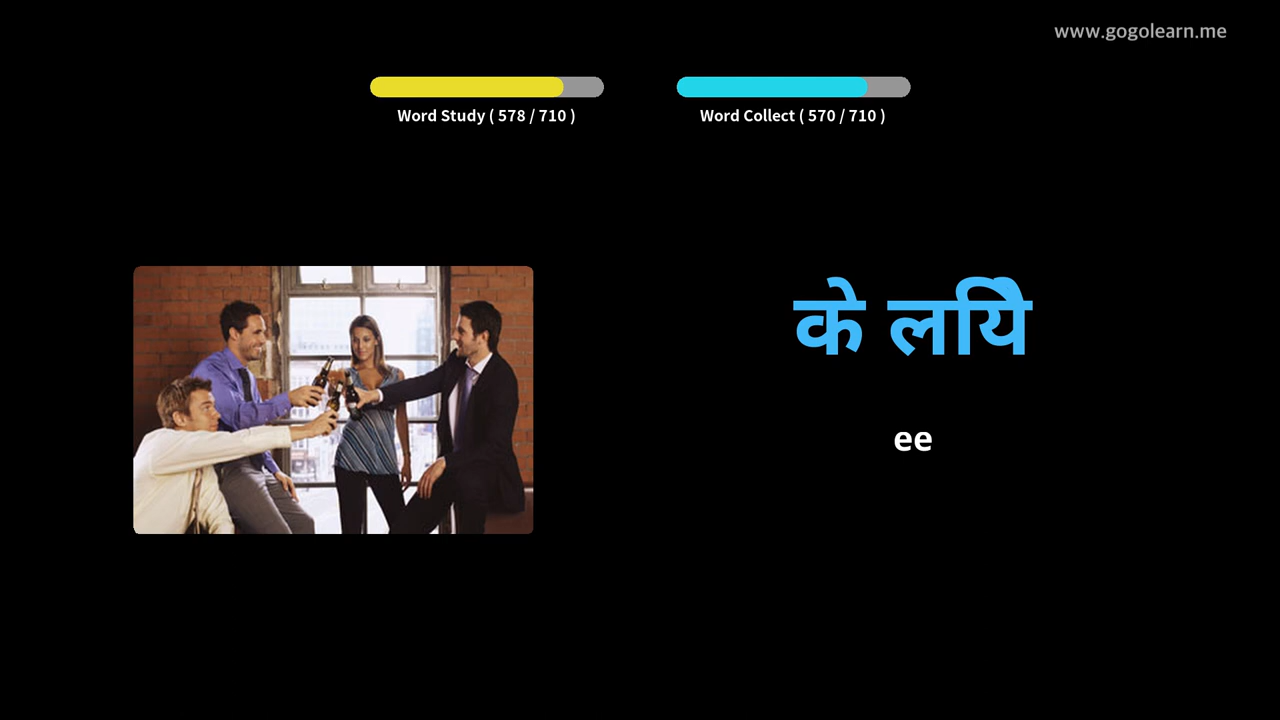 www.gogolearn.me
Word Study ( 578 / 710 )
Word Collect ( 570 / 710 )
के लयिे
ee